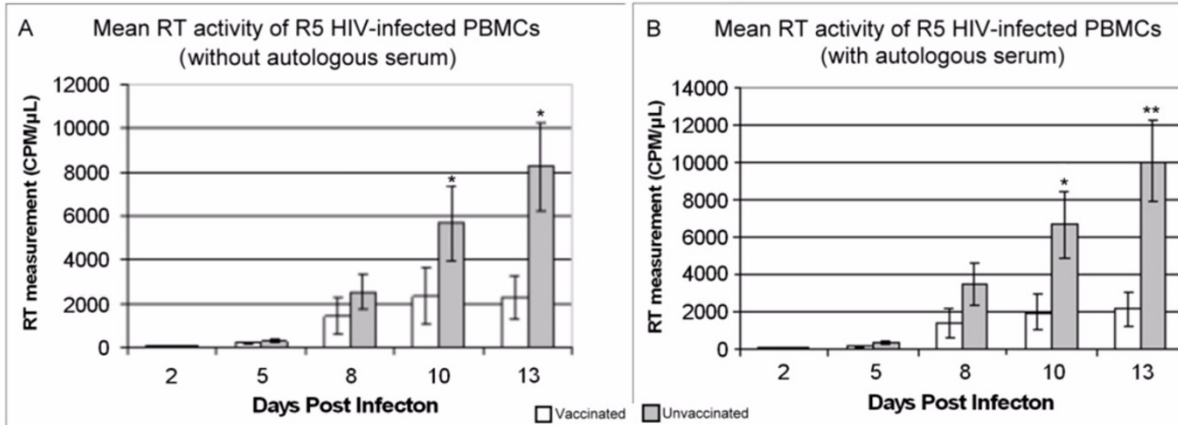 A
Mean RT activity of R5 HIV-infected PBMCs
(without autologous serum)
RT measurement (CPM/µL)
12000
10000
8000
6000
4000
2000
0
*
*
2 5 8 10 13
Days Post Infecton
B
Mean RT activity of R5 HIV-infected PBMCs
(with autologous serum)
RT measurement (CPM/µL)
14000
12000
10000
8000
6000
4000
2000
0
*
**
2 5 8 10 13
Days Post Infecton
Vaccinated Unvaccinated